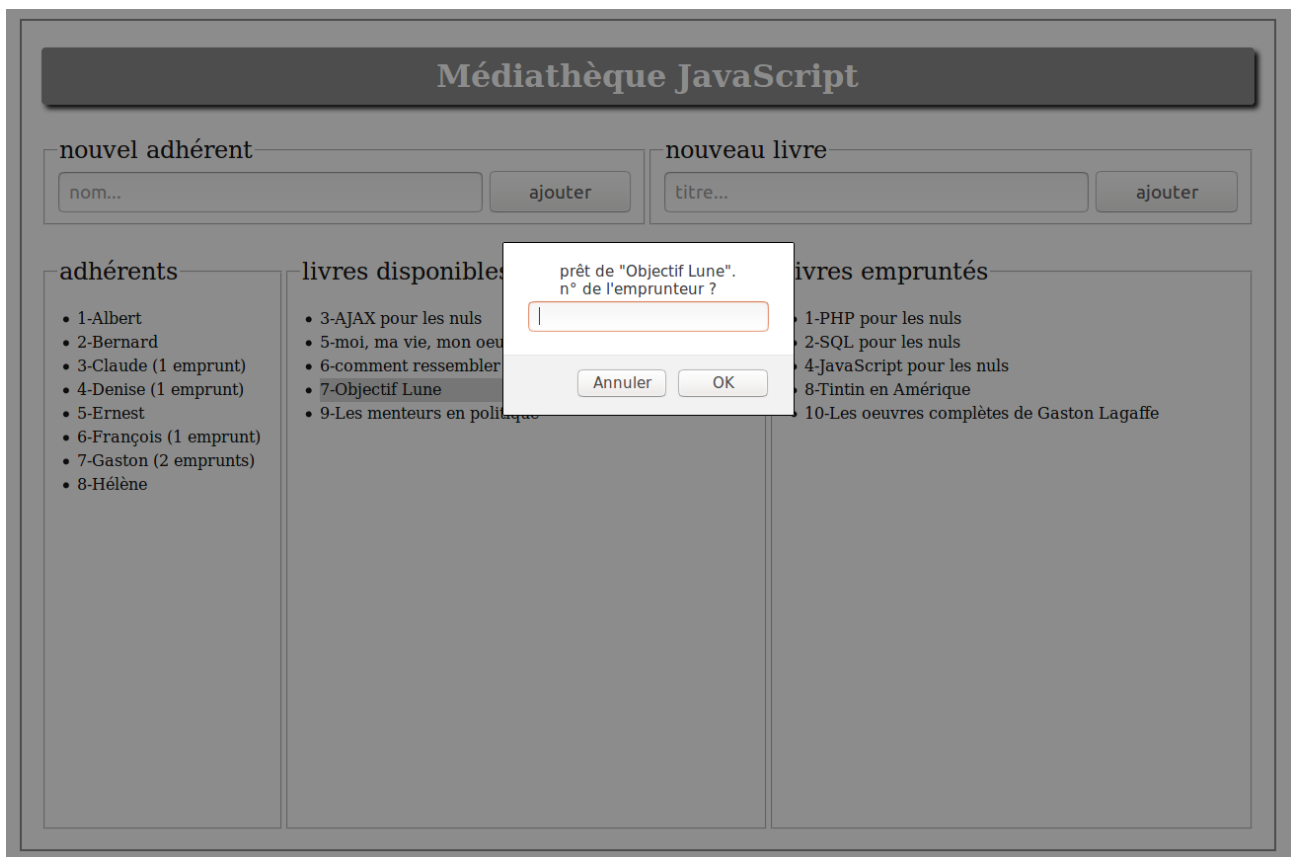 Médiathèque JavaScript
nouvel adhérent
nom...
ajouter
nouveau livre
titre...
ajouter
adhérents
• 1-Albert
• 2-Bernard
• 3-Claude (1 emprunt)
• 4-Denise (1 emprunt)
• 5-Ernest
• 6-François (1 emprunt)
• 7-Gaston (2 emprunts)
• 8-Hélène
livres disponibles
• 3-AJAX pour les nuls
• 5-moi, ma vie, mon oeu
• 6-comment ressembler
• 7-Objectif Lune
• 9-Les menteurs en politique
prêt de "Objectif Lune".
n° de l'emprunteur ?
Annuler
OK
ivres empruntés
• 1-PHP pour les nuls
• 2-SQL pour les nuls
• 4-JavaScript pour les nuls
• 8-Tintin en Amérique
• 10-Les oeuvres complètes de Gaston Lagaffe